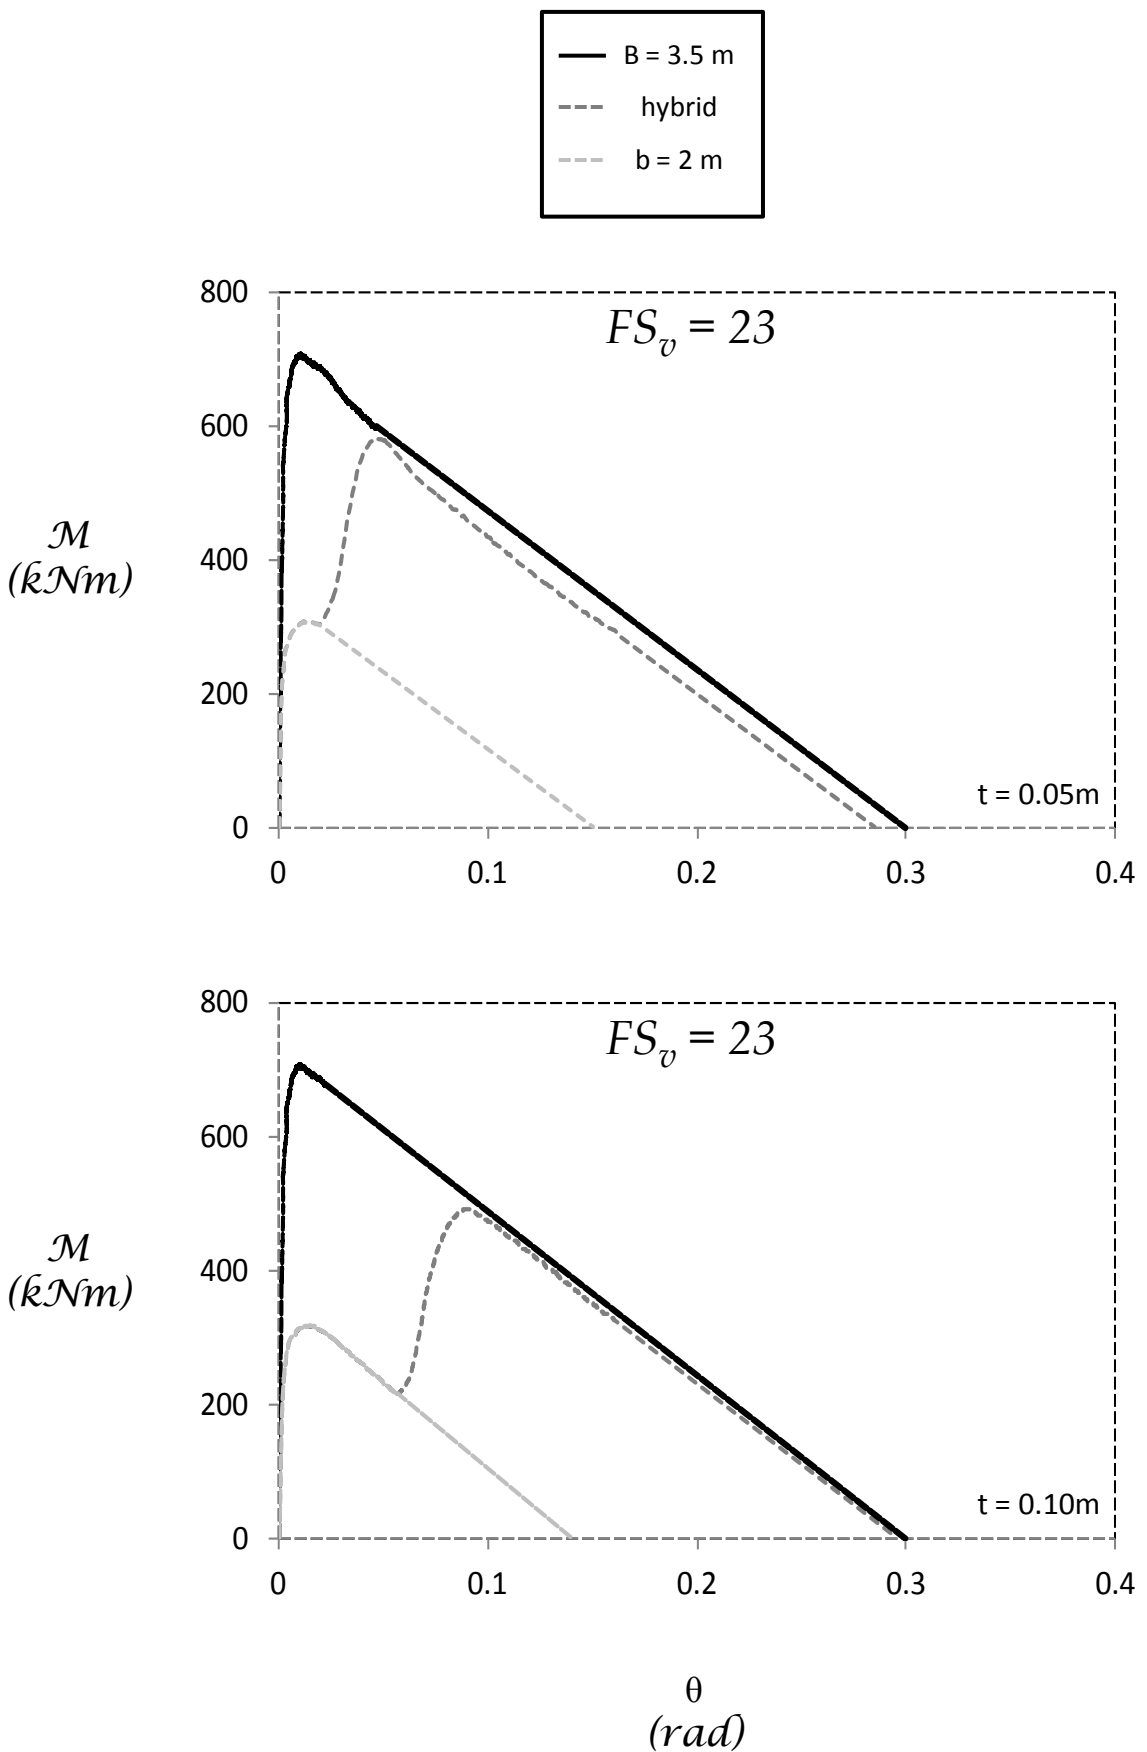 B = 3.5 m
hybrid
b = 2 m
800
FSv = 23
600
M
(kNm)
400
200
t = 0.05m
0
0 0.1 0.2 0.3 0.4
800
FSv = 23
600
M
(kNm)
400
200
t = 0.10m
0
0 0.1 0.2 0.3 0.4
θ
(rad)